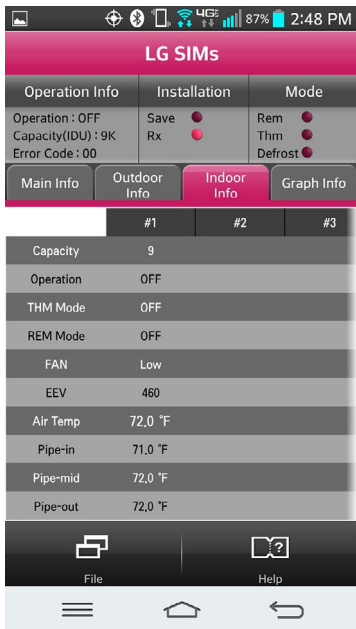 4G 87% 2:48 PM
LG SIMs
Operation Info Installation Mode
Operation : OFF Save Rem
Capacity(IDU) : 9K Rx Thm
Error Code : 00 Defrost
Main Info Outdoor Info Indoor Info Graph Info
#1 #2 #3
Capacity 9
Operation OFF
THM Mode OFF
REM Mode OFF
FAN Low
EEV 460
Air Temp 72.0 °F
Pipe-in 71.0 °F
Pipe-mid 72.0 °F
Pipe-out 72.0 °F
File Help